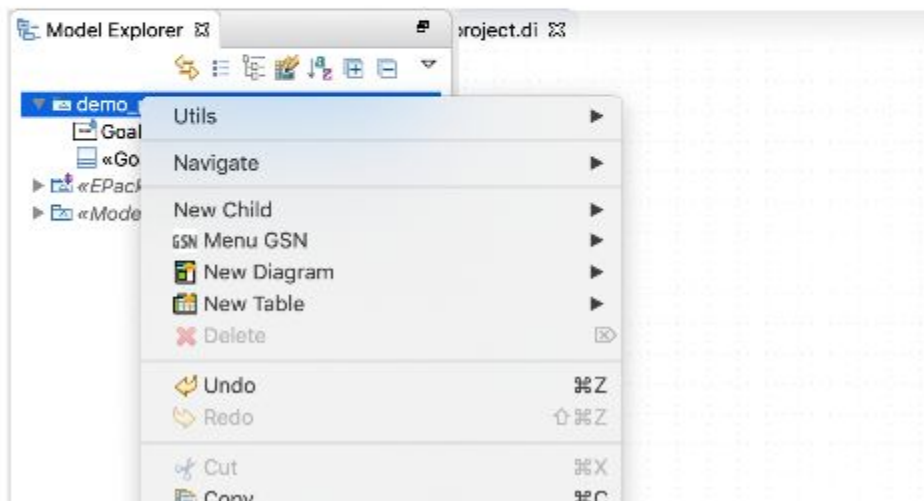 Model Explorer
project.di
demo_
Utils
Goal
«Go
Navigate
«EPack
«Mode
New Child
GSN Menu GSN
New Diagram
New Table
Delete
Undo ⌘Z
Redo ⇧⌘Z
Cut ⌘X
Copy ⌘C